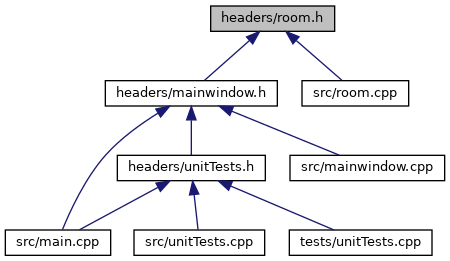 headers/room.h
headers/mainwindow.h
src/room.cpp
headers/unitTests.h
src/mainwindow.cpp
src/main.cpp
src/unitTests.cpp
tests/unitTests.cpp